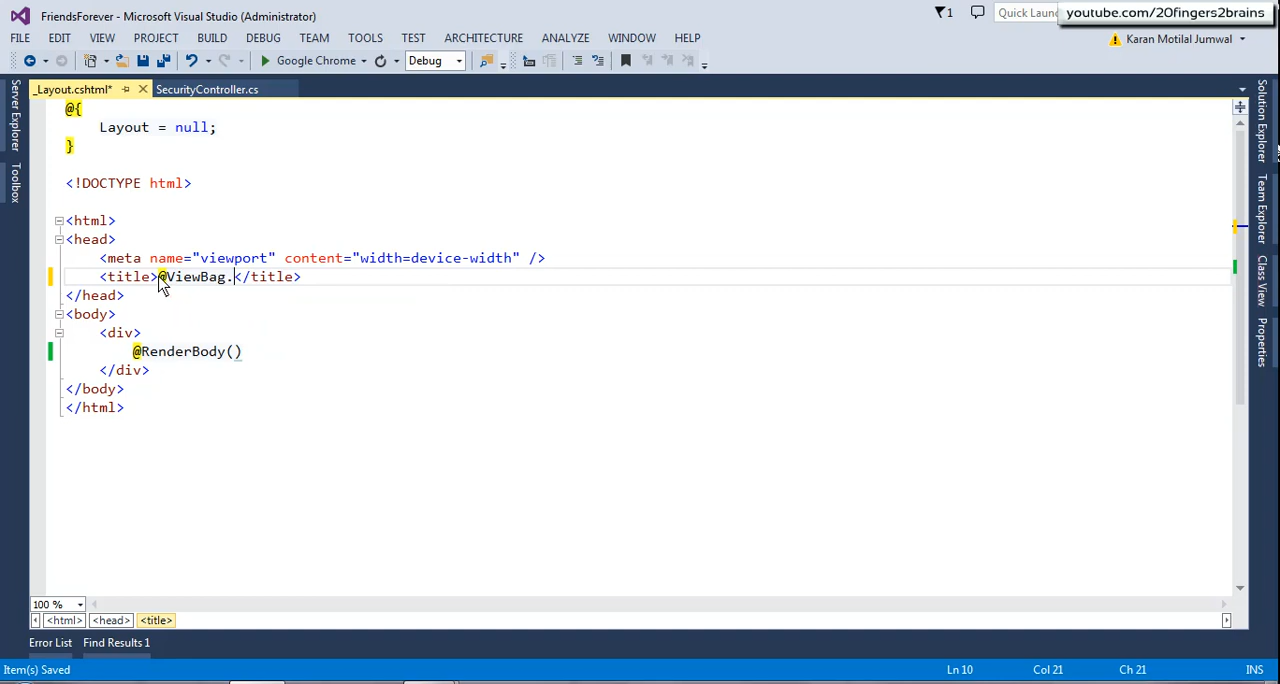 FriendsForever - Microsoft Visual Studio (Administrator)
1
Quick Laun
youtube.com/20fingers2brains
FILE EDIT VIEW PROJECT BUILD DEBUG TEAM TOOLS TEST ARCHITECTURE ANALYZE WINDOW HELP
Karan Motilal Jumwal
Google Chrome Debug
_Layout.cshtml* SecurityController.cs
Server Explorer
Toolbox
Solution Explorer
Team Explorer
Class View
Properties
@{
Layout = null;
}
<!DOCTYPE html>
<html>
<head>
<meta name="viewport" content="width=device-width" />
<title>@ViewBag.</title>
</head>
<body>
<div>
@RenderBody()
</div>
</body>
</html>
100 %
<html> <head> <title>
Error List Find Results 1
Item(s) Saved Ln 10 Col 21 Ch 21 INS